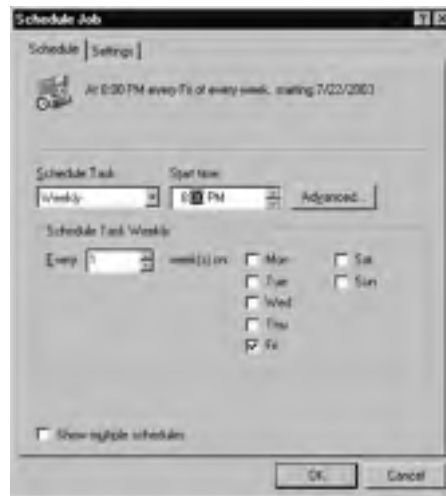 Schedule Job
Schedule Settings
At 8:00 PM every Fri of every week, starting 7/22/2003
Schedule Task: Start time:
Weekly 8:00 PM Advanced...
Schedule Task Weekly
Every 1 week(s) on: Mon Sat
Tue Sun
Wed
Thu
Fri
Show multiple schedules.
OK Cancel